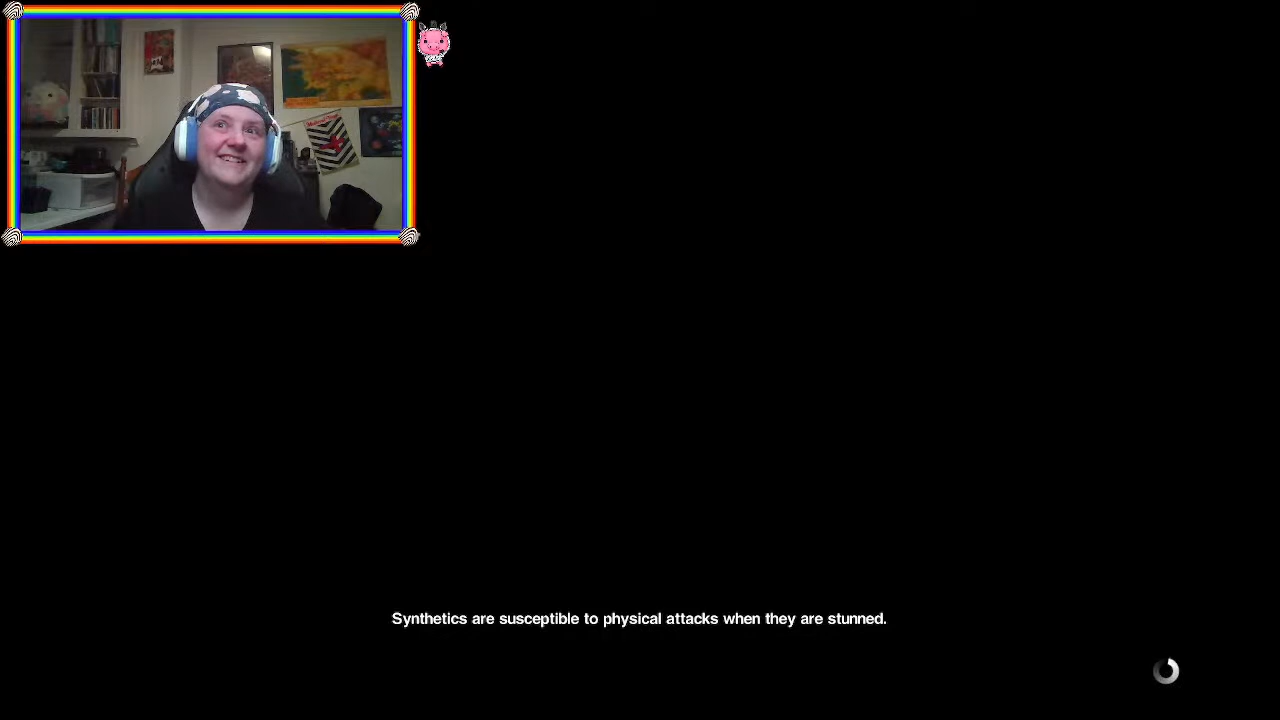 Synthetics are susceptible to physical attacks when they are stunned.